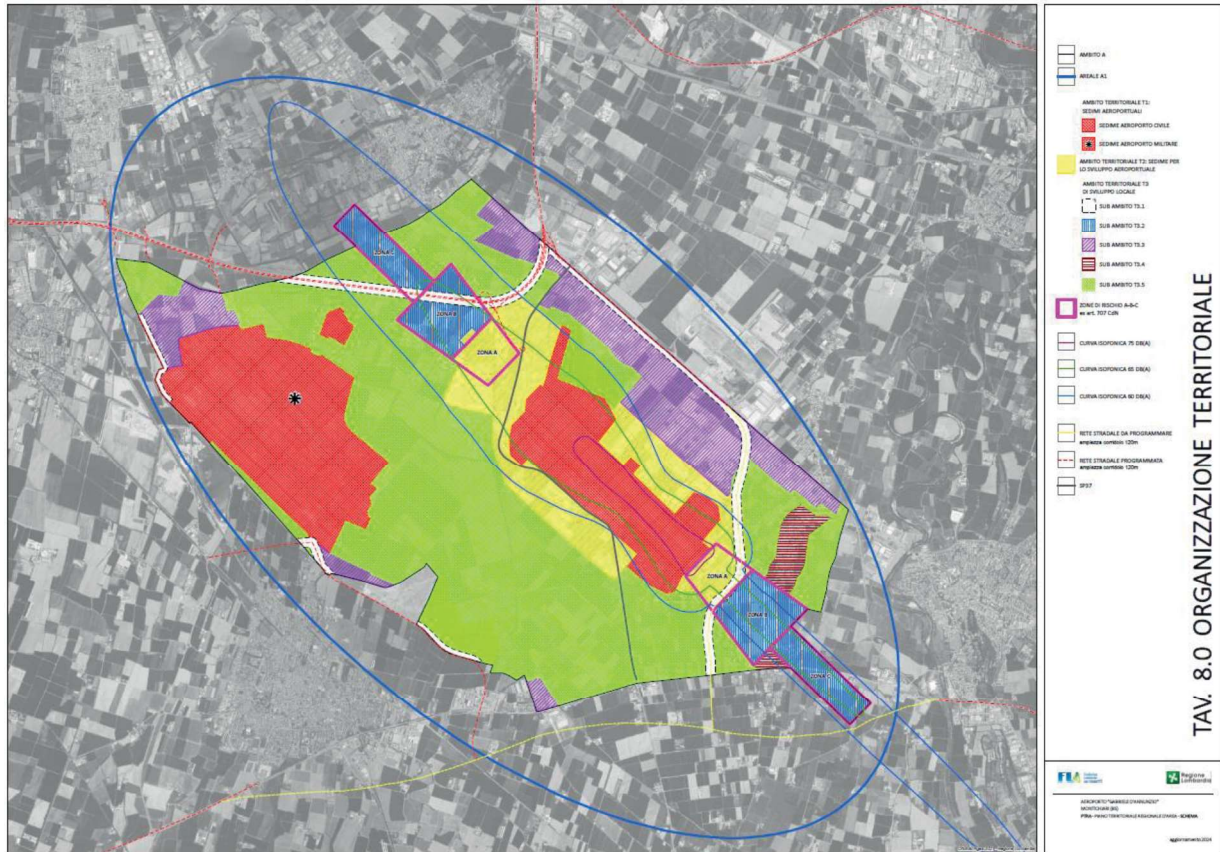 AMBITO A
AREALE A1
AMBITO TERRITORIALE T1:
SEDIMI AEROPORTUALI
SEDIME AEROPORTO CIVILE
SEDIME AEROPORTO MILITARE
AMBITO TERRITORIALE T2: SEDIME PER
LO SVILUPPO AEROPORTUALE
AMBITO TERRITORIALE T3
DI SVILUPPO LOCALE
SUB AMBITO T3.1
SUB AMBITO T3.2
SUB AMBITO T3.3
SUB AMBITO T3.4
SUB AMBITO T3.5
ZONE DI RISCHIO A-B-C
ex art. 707 CdN
CURVA ISOFONICA 75 DB(A)
CURVA ISOFONICA 65 DB(A)
CURVA ISOFONICA 60 DB(A)
RETE STRADALE DA PROGRAMMARE
ampiezza corridoio 120m
RETE STRADALE PROGRAMMATA
ampiezza corridoio 120m
SP37
TAV. 8.0 ORGANIZZAZIONE TERRITORIALE
ZONA C
ZONA B
ZONA A
ZONA A
ZONA B
ZONA C
FLA
Regione
Lombardia
AEROPORTO "GABRIELE D'ANNUNZIO"
MONTICHIARI (BS)
PTRA - PIANO TERRITORIALE REGIONALE D'AREA - SCHEMA
aggiornamento 2024